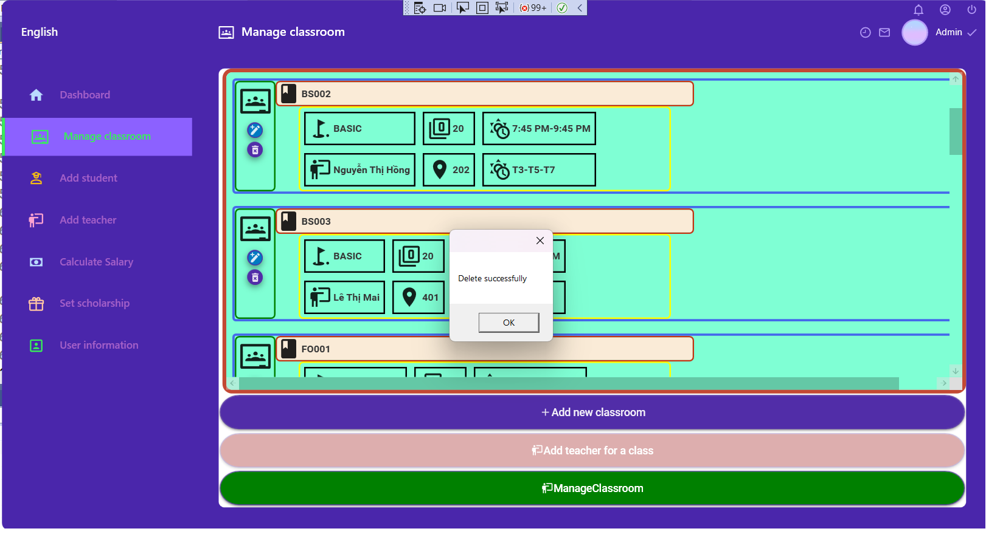 99+
English
Manage classroom
Admin
Dashboard
Manage classroom
Add student
Add teacher
Calculate Salary
Set scholarship
User information
BS002
BASIC
20
7:45 PM-9:45 PM
Nguyễn Thị Hồng
202
T3-T5-T7
BS003
BASIC
20
M
Lê Thị Mai
401
Delete successfully
OK
FO001
+ Add new classroom
Add teacher for a class
ManageClassroom